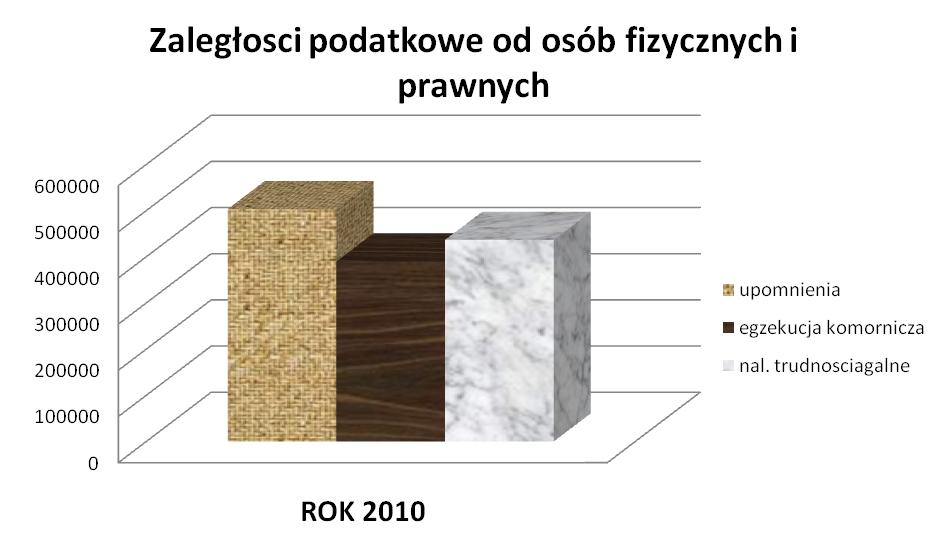 Zaległosci podatkowe od osób fizycznych i
prawnych
600000
500000
400000
300000
200000
100000
0
upomnienia
egzekucja komornicza
nal. trudnosciagalne
ROK 2010